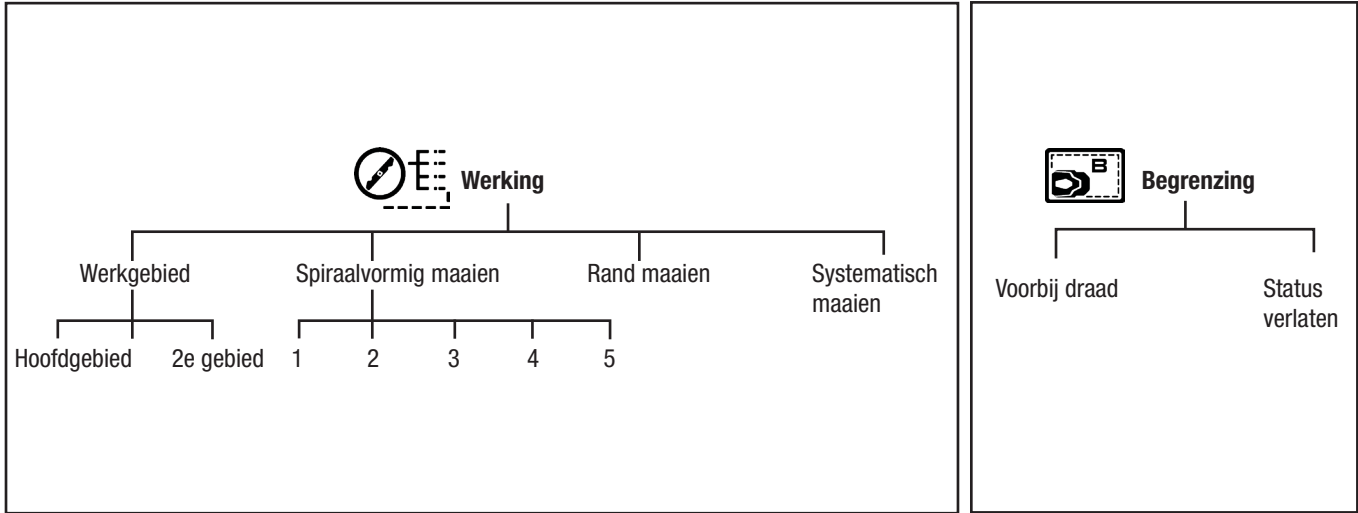 Werking
Werkgebied
Spiraalvormig maaien
Rand maaien
Systematisch
maaien
Hoofdgebied
2e gebied
1
2
3
4
5
B
Begrenzing
Voorbij draad
Status
verlaten